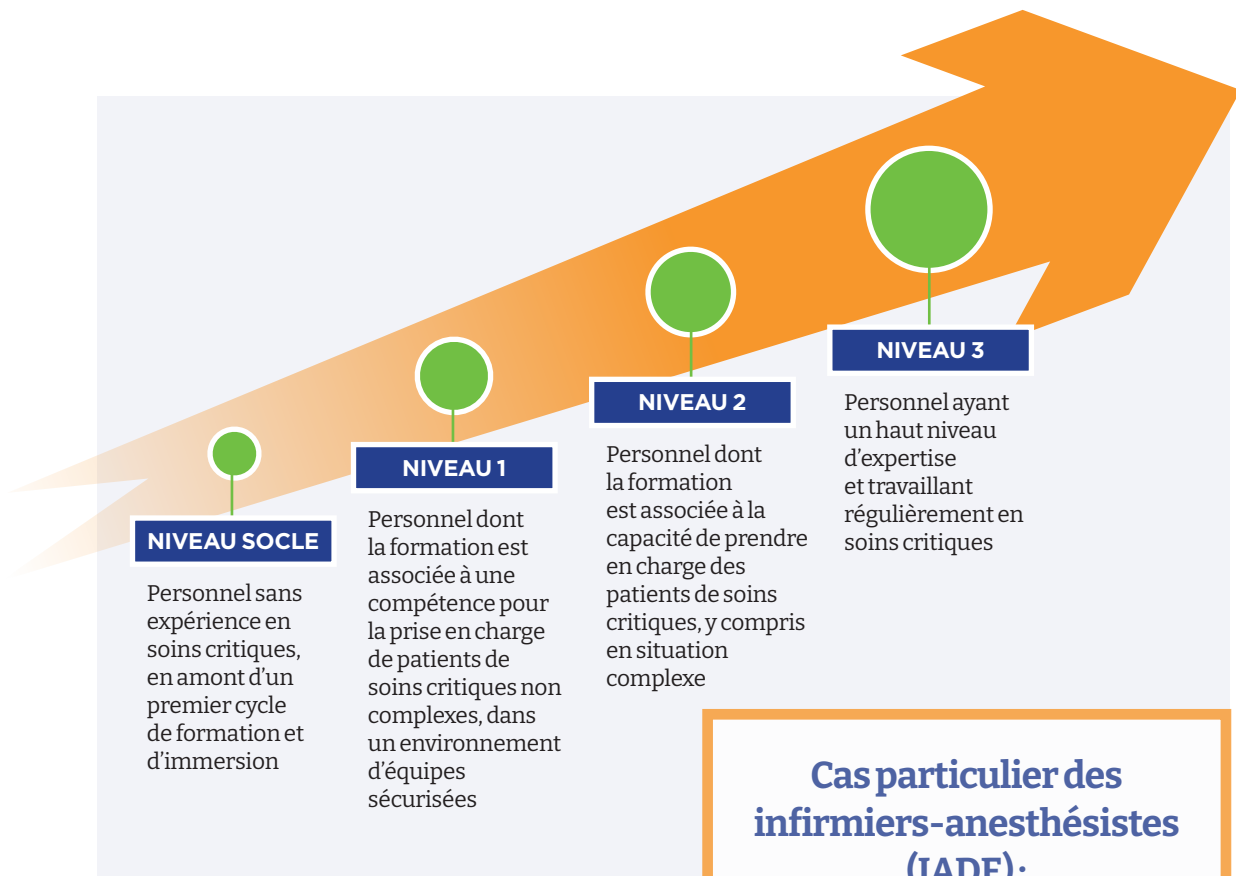 NIVEAU SOCLE
Personnel sans
expérience en
soins critiques,
en amont d’un
premier cycle
de formation et
d’immersion
NIVEAU 1
Personnel dont
la formation est
associée à une
compétence pour
la prise en charge
de patients de
soins critiques non
complexes, dans
un environnement
d’équipes
sécurisées
NIVEAU 2
Personnel dont
la formation
est associée à la
capacité de prendre
en charge des
patients de soins
critiques, y compris
en situation
complexe
NIVEAU 3
Personnel ayant
un haut niveau
d’expertise
et travaillant
régulièrement en
soins critiques
Cas particulier des
infirmiers-anesthésistes
(IADE) :